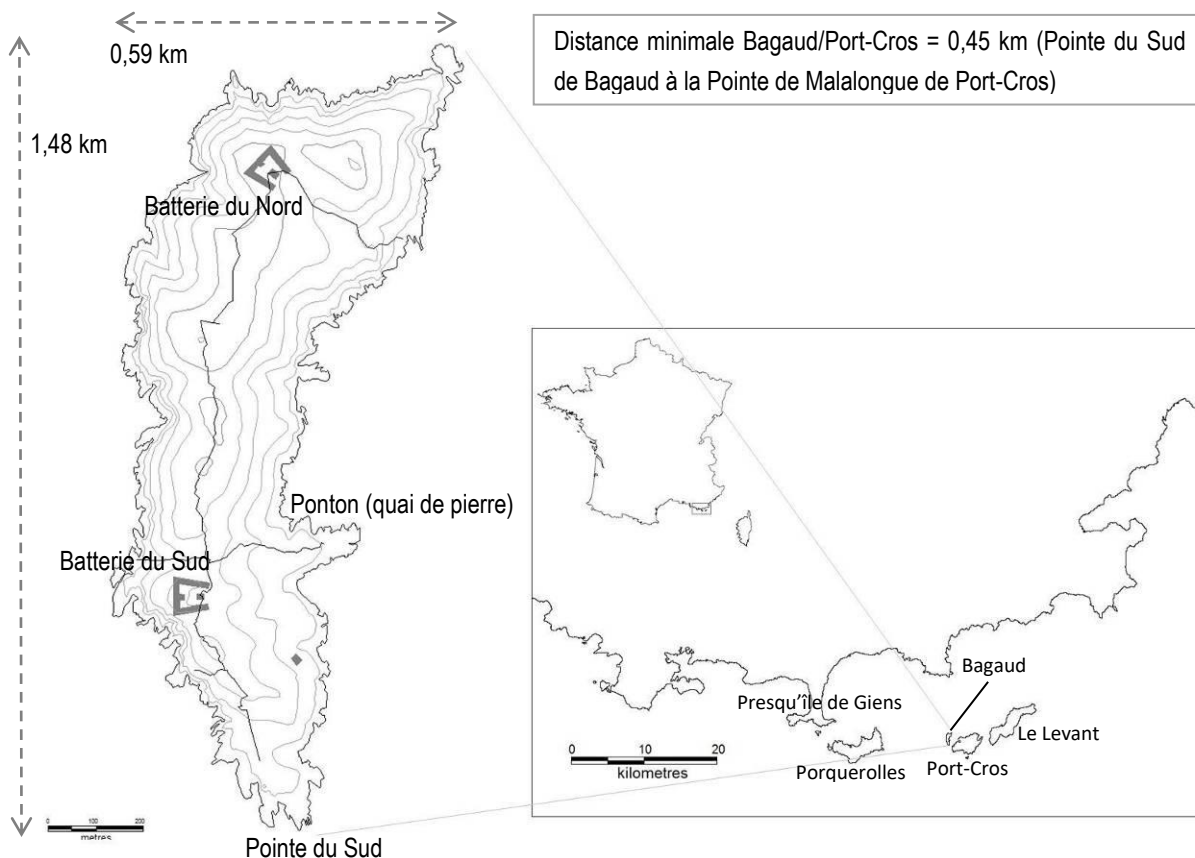 0,59 km
Distance minimale Bagaud/Port-Cros = 0,45 km (Pointe du Sud
de Bagaud à la Pointe de Malalongue de Port-Cros)
1,48 km
Batterie du Nord
Ponton (quai de pierre)
Batterie du Sud
Pointe du Sud
0 100 200
metres
Bagaud
Presqu’île de Giens
Le Levant
Porquerolles
Port-Cros
0 10 20
kilometres